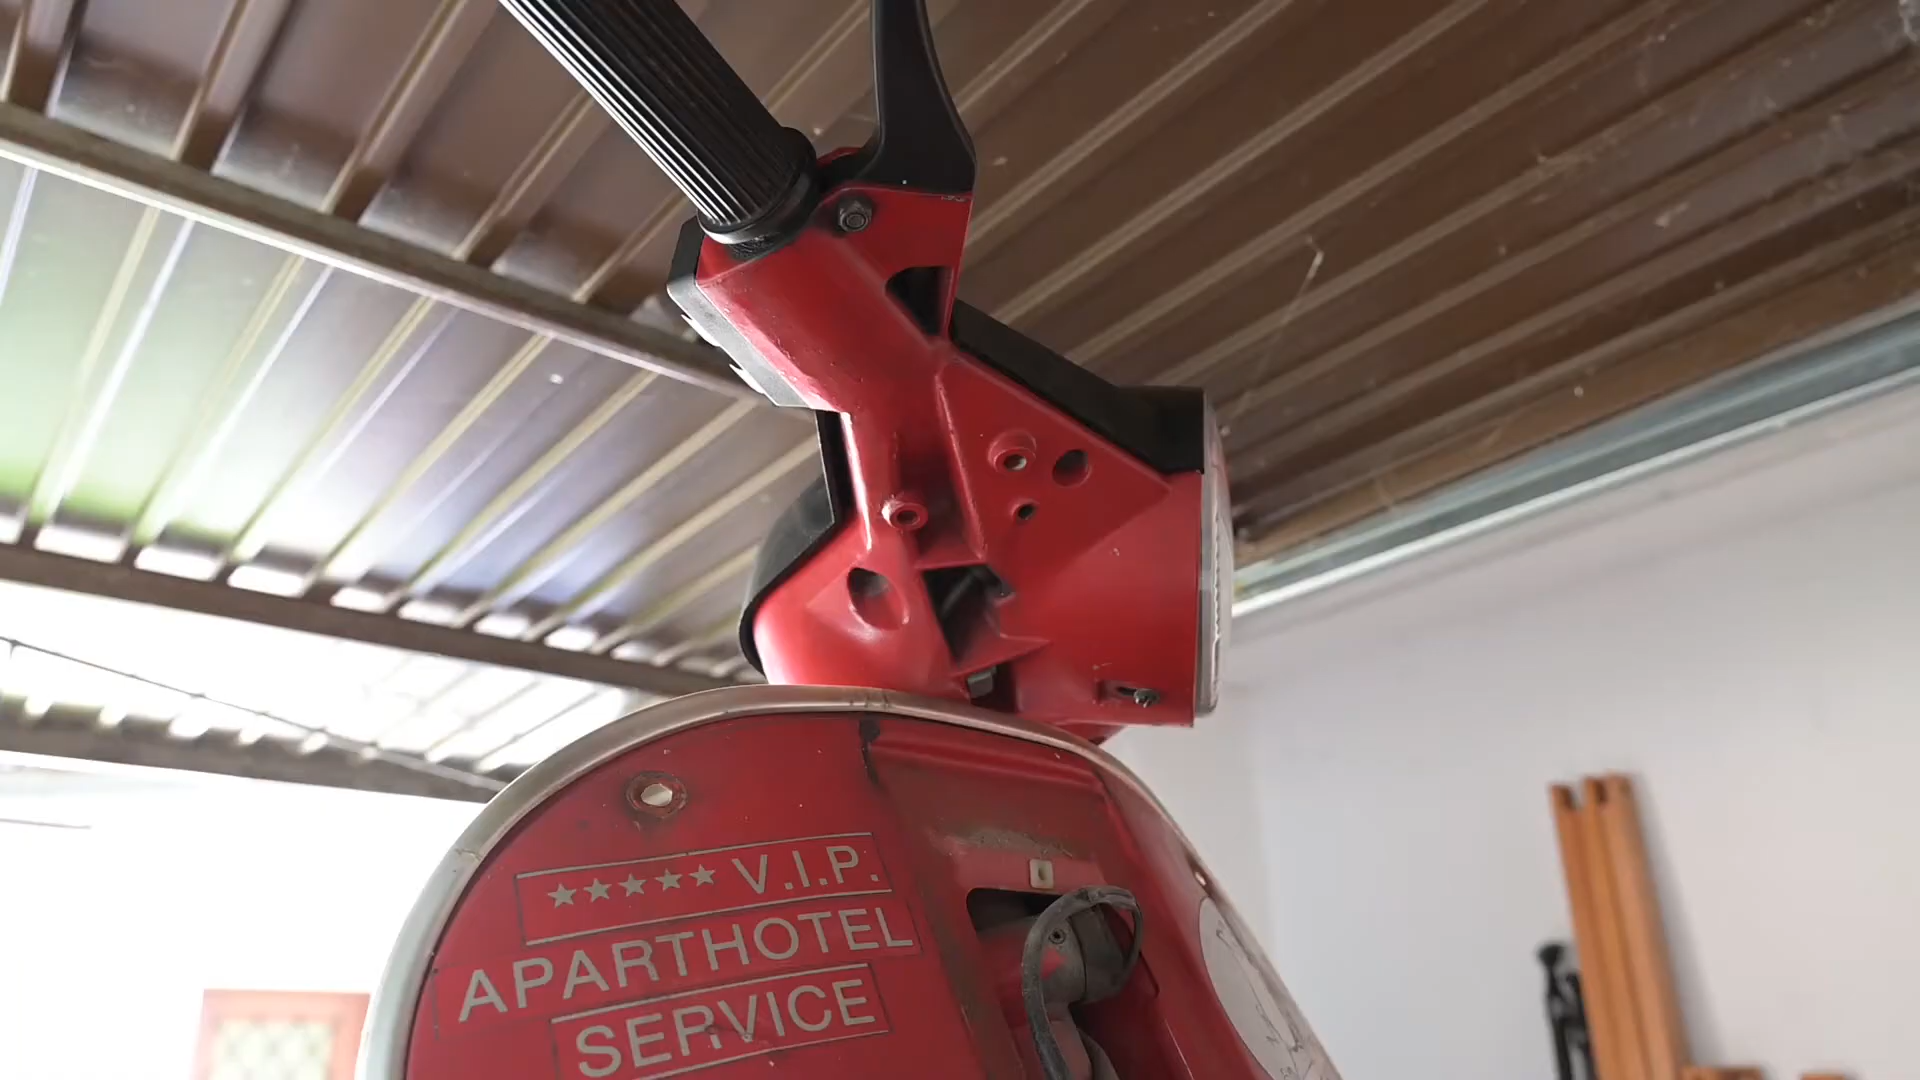 ★★★★★ V.I.P.
APARTHOTEL
SERVICE